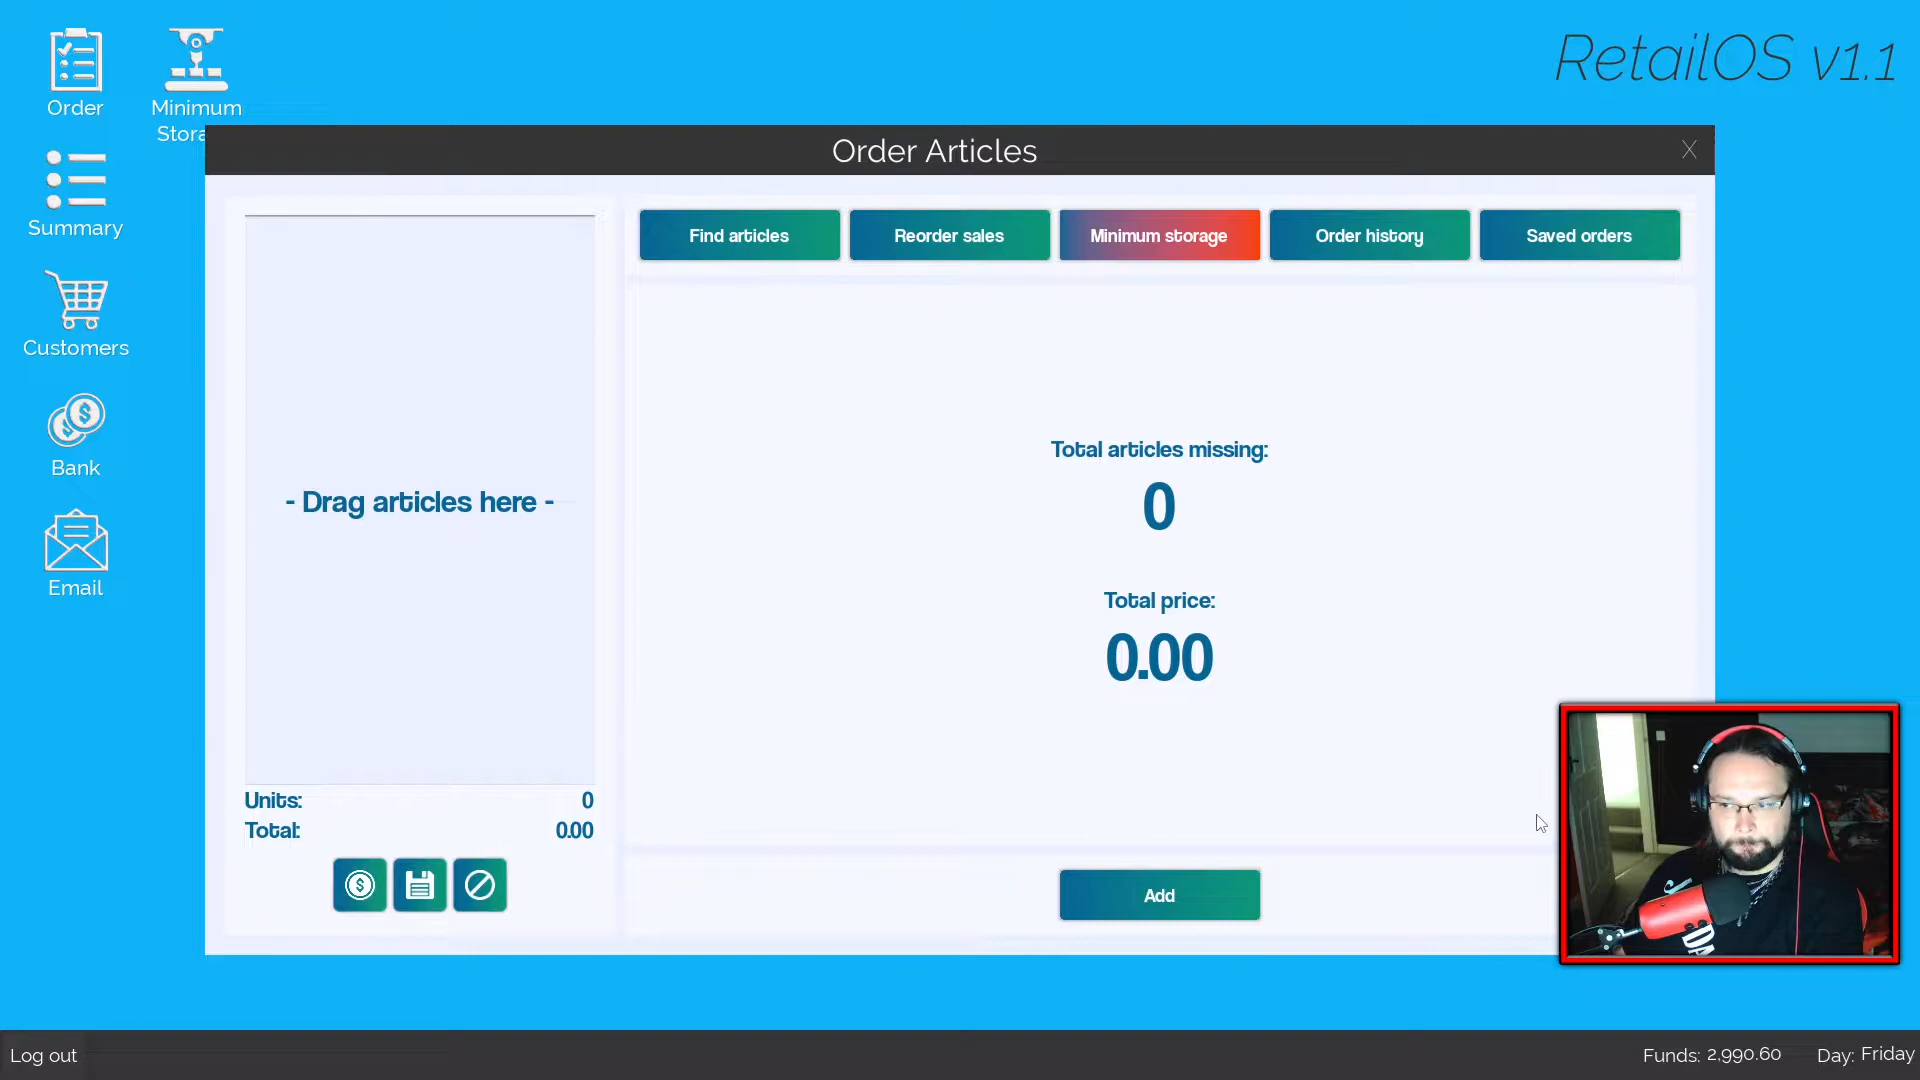 RetailOS v1.1
Order
Minimum
Stora
Summary
Customers
Bank
Email
Order Articles
X
Find articles
Reorder sales
Minimum storage
Order history
Saved orders
- Drag articles here -
Total articles missing:
0
Total price:
0.00
Units: 0
Total: 0.00
Add
Log out
Funds: 2,990.60
Day: Friday